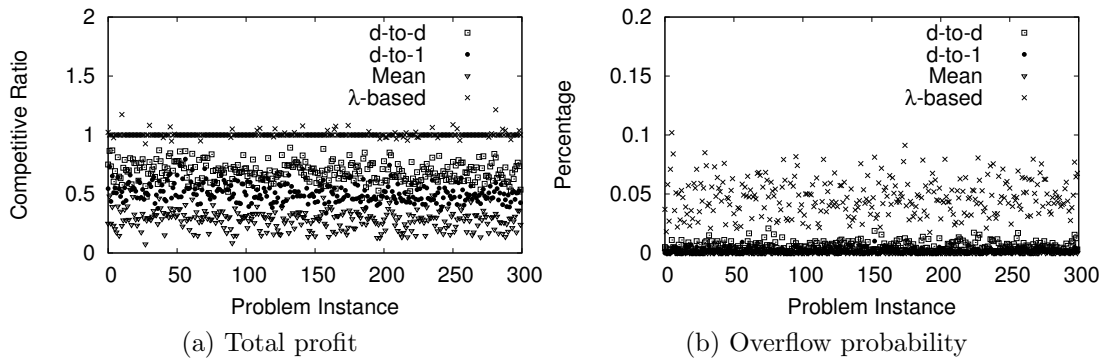 2
1.5
1
0.5
0
0 50 100 150 200 250 300
Competitive Ratio
Problem Instance
d-to-d
d-to-1
Mean
λ-based
(a) Total profit
0.2
0.15
0.1
0.05
0
0 50 100 150 200 250 300
Percentage
Problem Instance
d-to-d
d-to-1
Mean
λ-based
(b) Overflow probability